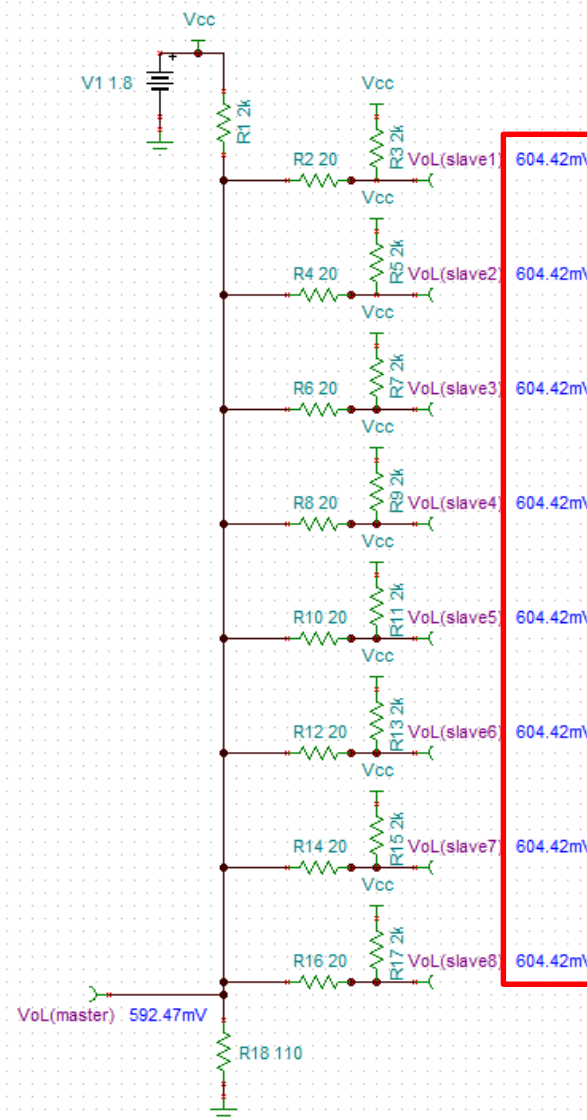 Vcc
V1 1.8
R1 2k
Vcc
R3 2k
R2 20
VoL(slave1)
604.42mV
Vcc
R5 2k
R4 20
VoL(slave2)
604.42mV
Vcc
R7 2k
R6 20
VoL(slave3)
604.42mV
Vcc
R9 2k
R8 20
VoL(slave4)
604.42mV
Vcc
R11 2k
R10 20
VoL(slave5)
604.42mV
Vcc
R13 2k
R12 20
VoL(slave6)
604.42mV
Vcc
R15 2k
R14 20
VoL(slave7)
604.42mV
Vcc
R17 2k
R16 20
VoL(slave8)
604.42mV
VoL(master) 592.47mV
R18 110